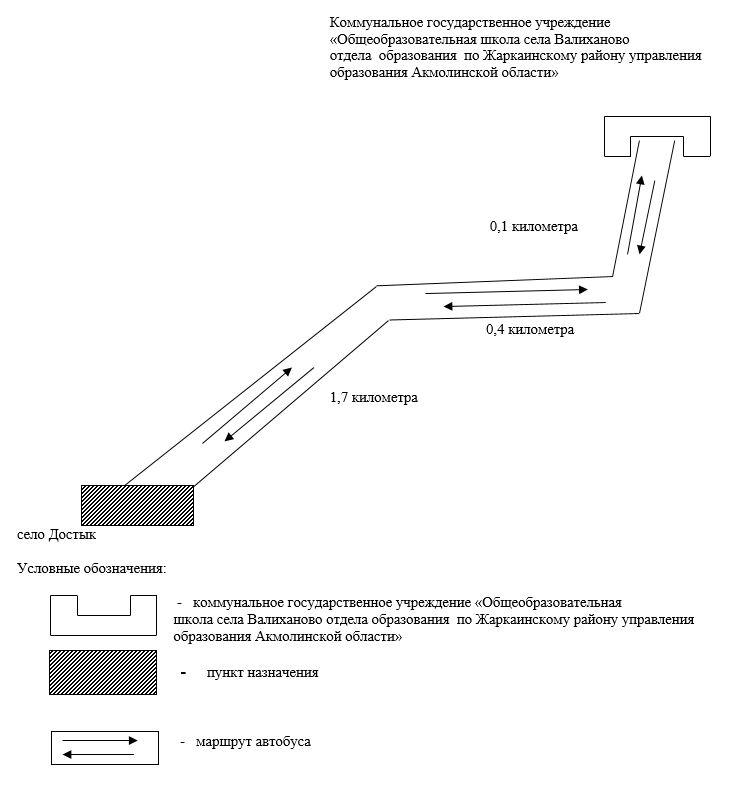 Коммунальное государственное учреждение
«Общеобразовательная школа села Валиханово
отдела образования по Жаркаинскому району управления
образования Акмолинской области»
0,1 километра
0,4 километра
1,7 километра
село Достык
Условные обозначения:
- коммунальное государственное учреждение «Общеобразовательная
школа села Валиханово отдела образования по Жаркаинскому району управления
образования Акмолинской области»
- пункт назначения
- маршрут автобуса